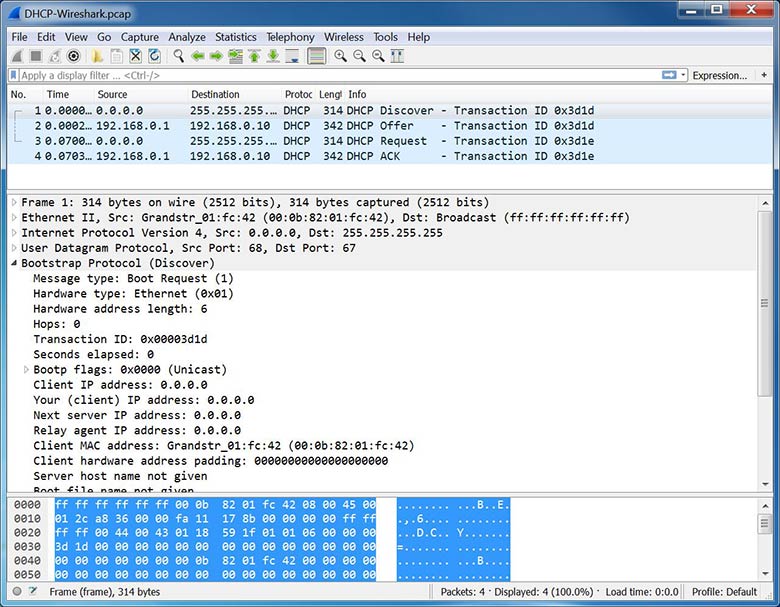 DHCP-Wireshark.pcap
File Edit View Go Capture Analyze Statistics Telephony Wireless Tools Help
Apply a display filter ... <Ctrl-/> Expression... +
No. Time Source Destination Protoc Lengt Info
1 0.0000… 0.0.0.0 255.255.255.… DHCP 314 DHCP Discover - Transaction ID 0x3d1d
2 0.0002… 192.168.0.1 192.168.0.10 DHCP 342 DHCP Offer - Transaction ID 0x3d1d
3 0.0700… 0.0.0.0 255.255.255.… DHCP 314 DHCP Request - Transaction ID 0x3d1e
4 0.0703… 192.168.0.1 192.168.0.10 DHCP 342 DHCP ACK - Transaction ID 0x3d1e
Frame 1: 314 bytes on wire (2512 bits), 314 bytes captured (2512 bits)
Ethernet II, Src: Grandstr_01:fc:42 (00:0b:82:01:fc:42), Dst: Broadcast (ff:ff:ff:ff:ff:ff)
Internet Protocol Version 4, Src: 0.0.0.0, Dst: 255.255.255.255
User Datagram Protocol, Src Port: 68, Dst Port: 67
Bootstrap Protocol (Discover)
Message type: Boot Request (1)
Hardware type: Ethernet (0x01)
Hardware address length: 6
Hops: 0
Transaction ID: 0x00003d1d
Seconds elapsed: 0
Bootp flags: 0x0000 (Unicast)
Client IP address: 0.0.0.0
Your (client) IP address: 0.0.0.0
Next server IP address: 0.0.0.0
Relay agent IP address: 0.0.0.0
Client MAC address: Grandstr_01:fc:42 (00:0b:82:01:fc:42)
Client hardware address padding: 00000000000000000000
Server host name not given
Boot file name not given
0000 ff ff ff ff ff ff 00 0b 82 01 fc 42 08 00 45 00 ........ ...B..E.
0010 01 2c a8 36 00 00 fa 11 17 8b 00 00 00 00 ff ff .,.6.... ........
0020 ff ff 00 44 00 43 01 18 59 1f 01 01 06 00 00 00 ...D.C.. Y.......
0030 3d 1d 00 00 00 00 00 00 00 00 00 00 00 00 00 00 =....... ........
0040 00 00 00 00 00 00 00 0b 82 01 fc 42 00 00 00 00 ........ ...B....
0050 00 00 00 00 00 00 00 00 00 00 00 00 00 00 00 00 ........ ........
Frame (frame), 314 bytes Packets: 4 · Displayed: 4 (100.0%) · Load time: 0:0.0 Profile: Default